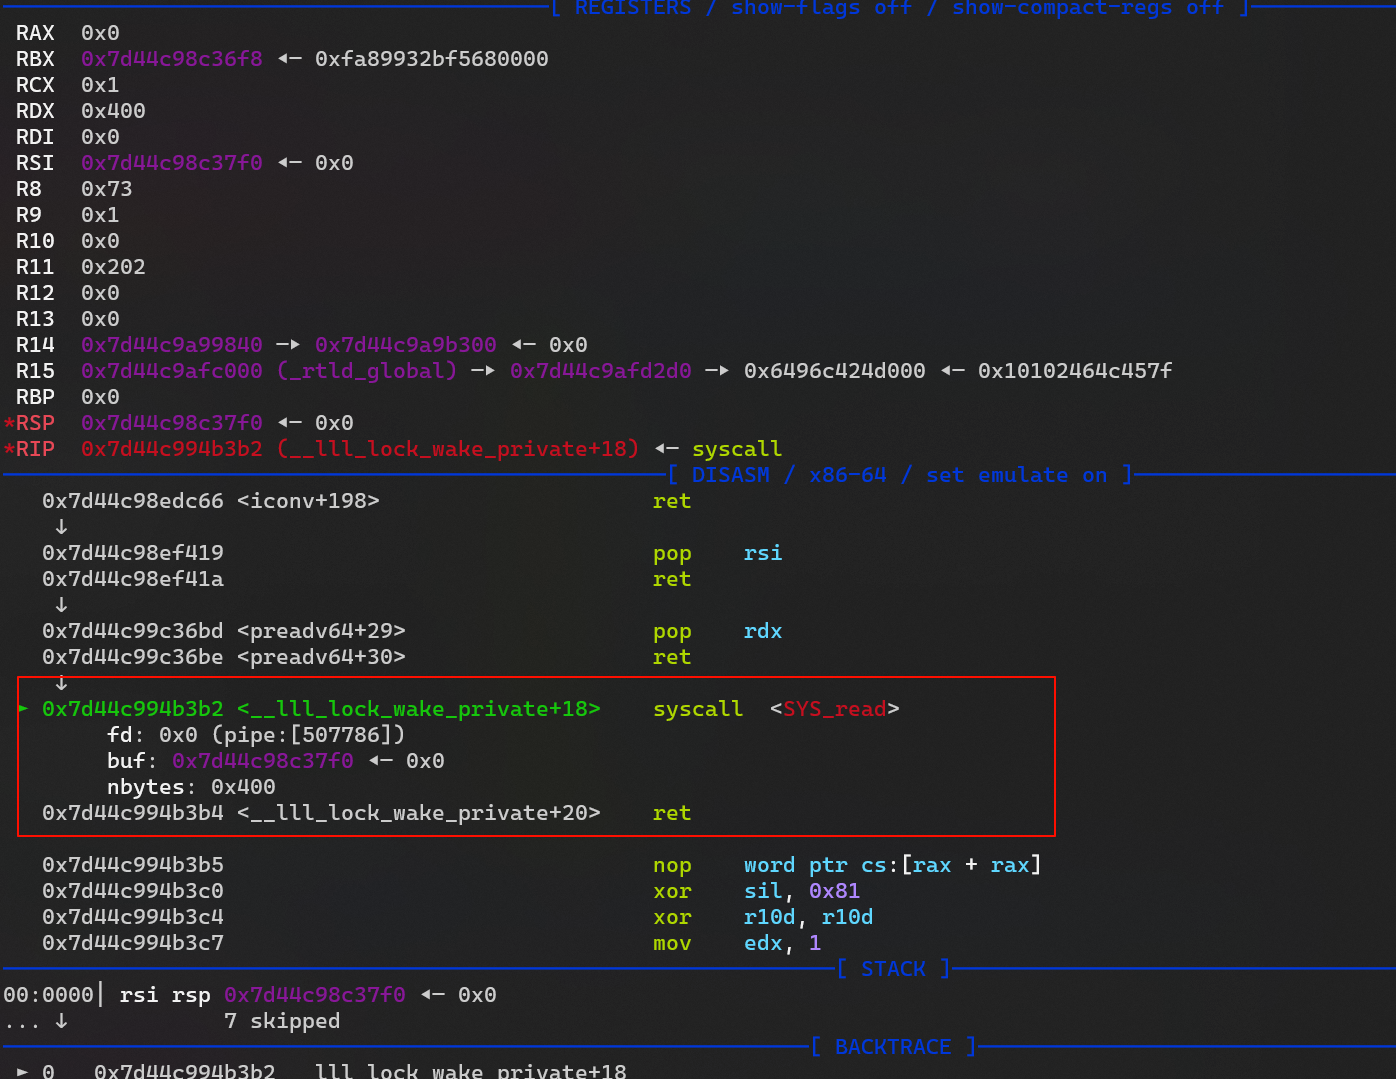 [ REGISTERS / show-flags off / show-compact-regs off ]
RAX 0x0
RBX 0x7d44c98c36f8 ◂— 0xfa89932bf5680000
RCX 0x1
RDX 0x400
RDI 0x0
RSI 0x7d44c98c37f0 ◂— 0x0
R8 0x73
R9 0x1
R10 0x0
R11 0x202
R12 0x0
R13 0x0
R14 0x7d44c9a99840 —▸ 0x7d44c9a9b300 ◂— 0x0
R15 0x7d44c9afc000 (_rtld_global) —▸ 0x7d44c9afd2d0 —▸ 0x6496c424d000 ◂— 0x10102464c457f
RBP 0x0
*RSP 0x7d44c98c37f0 ◂— 0x0
*RIP 0x7d44c994b3b2 (__lll_lock_wake_private+18) ◂— syscall
[ DISASM / x86-64 / set emulate on ]
0x7d44c98edc66 <iconv+198> ret
↓
0x7d44c98ef419 pop rsi
0x7d44c98ef41a ret
↓
0x7d44c99c36bd <preadv64+29> pop rdx
0x7d44c99c36be <preadv64+30> ret
↓
► 0x7d44c994b3b2 <__lll_lock_wake_private+18> syscall <SYS_read>
fd: 0x0 (pipe:[507786])
buf: 0x7d44c98c37f0 ◂— 0x0
nbytes: 0x400
0x7d44c994b3b4 <__lll_lock_wake_private+20> ret
0x7d44c994b3b5 nop word ptr cs:[rax + rax]
0x7d44c994b3c0 xor sil, 0x81
0x7d44c994b3c4 xor r10d, r10d
0x7d44c994b3c7 mov edx, 1
[ STACK ]
00:0000│ rsi rsp 0x7d44c98c37f0 ◂— 0x0
... ↓ 7 skipped
[ BACKTRACE ]
► 0 0x7d44c994b3b2 __lll_lock_wake_private+18